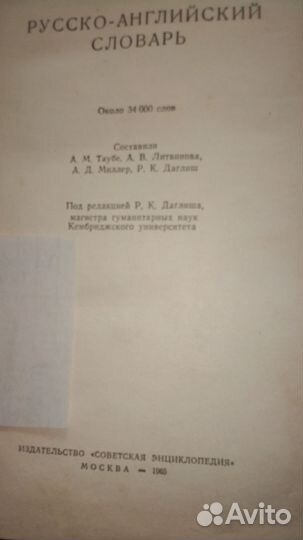 РУССКО-АНГЛИЙСКИЙ
СЛОВАРЬ
Около 34 000 слов
Составили
А. М. Таубе, А. В. Литвинова,
А. Д. Миллер, Р. К. Даглиш
Под редакцией Р. К. Даглиша,
магистра гуманитарных наук
Кембриджского университета
ИЗДАТЕЛЬСТВО «СОВЕТСКАЯ ЭНЦИКЛОПЕДИЯ»
МОСКВА — 1965
Avito